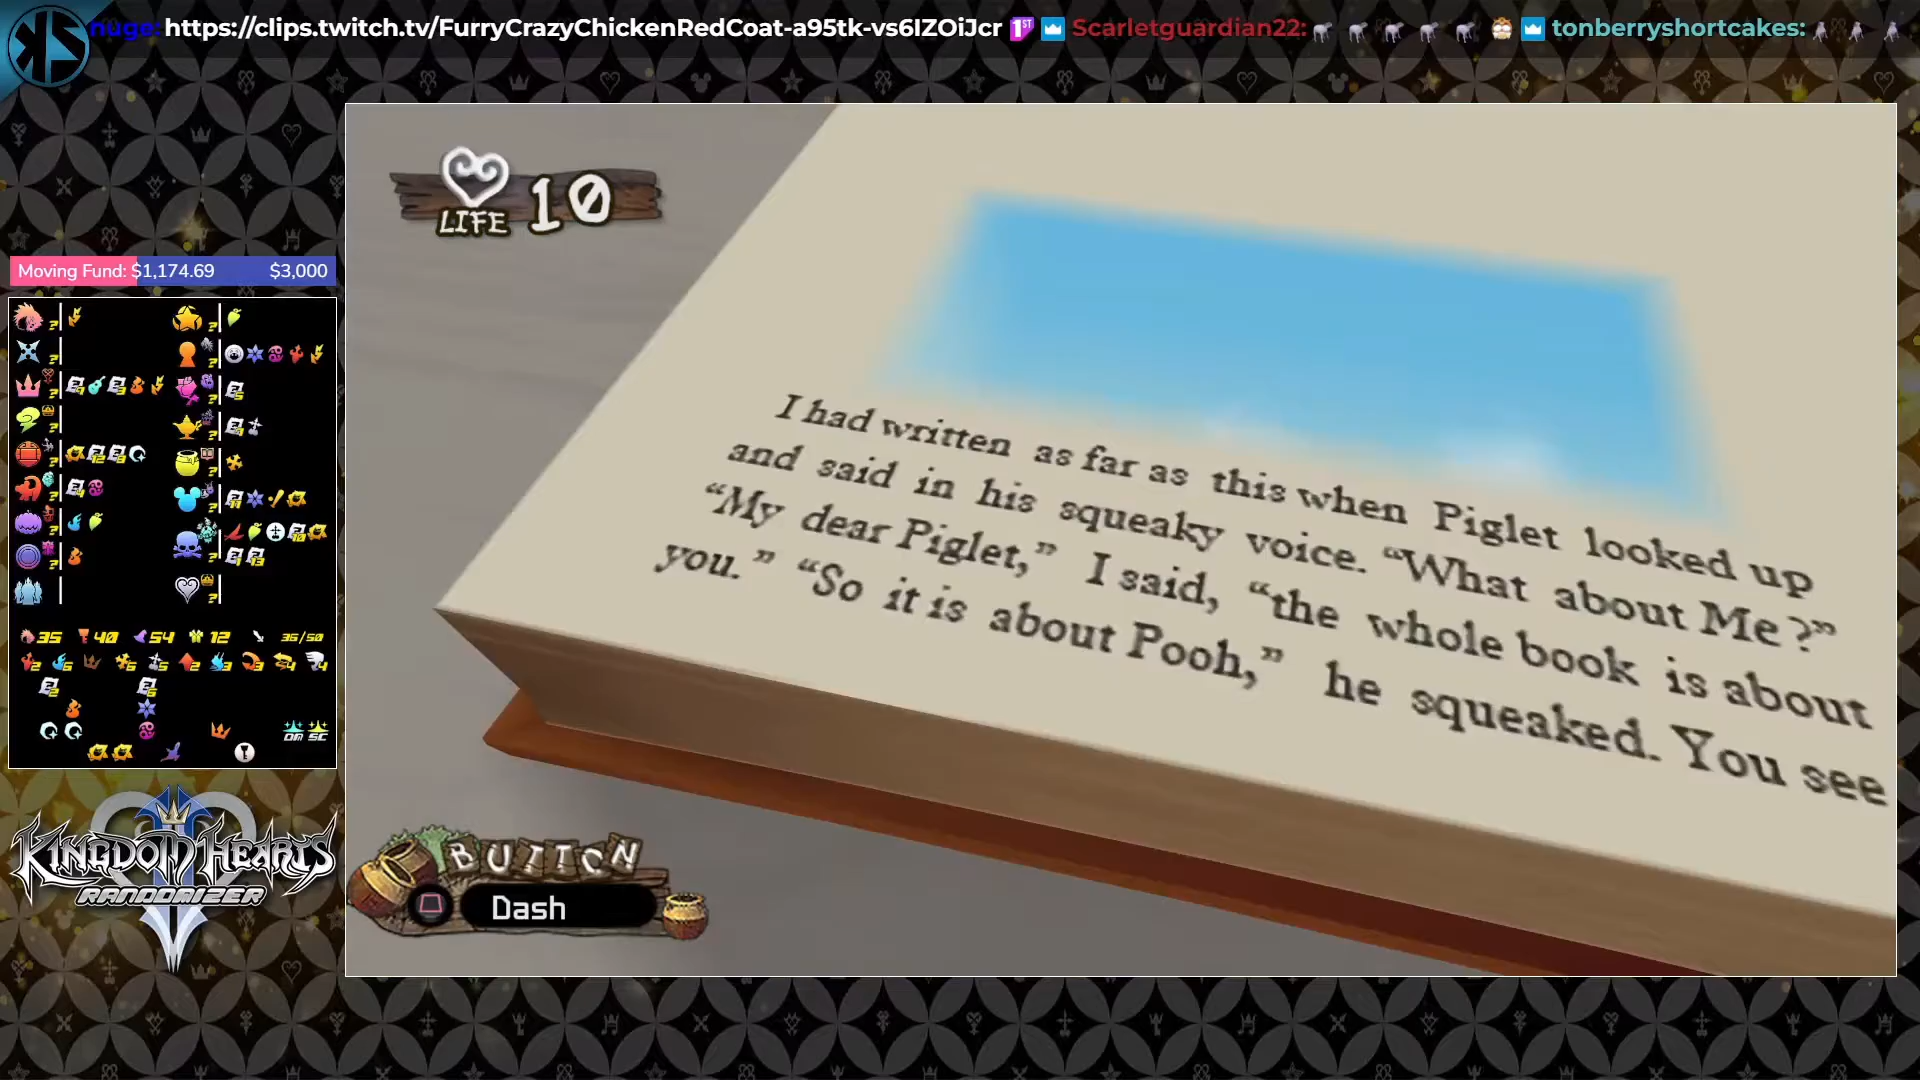 nuge: https://clips.twitch.tv/FurryCrazyChickenRedCoat-a95tk-vs6IZOiJcr 1ST Scarletguardian22: tonberryshortcakes:
LIFE 10
Moving Fund: $1,174.69 $3,000
I had written as far as this when Piglet looked up
and said in his squeaky voice. “What about Me?”
“My dear Piglet,” I said, “the whole book is about
you.” “So it is about Pooh,” he squeaked. You see
35 40 54 12 36/50
BUTTON
Dash
KINGDOM HEARTS
RANDOMIZER